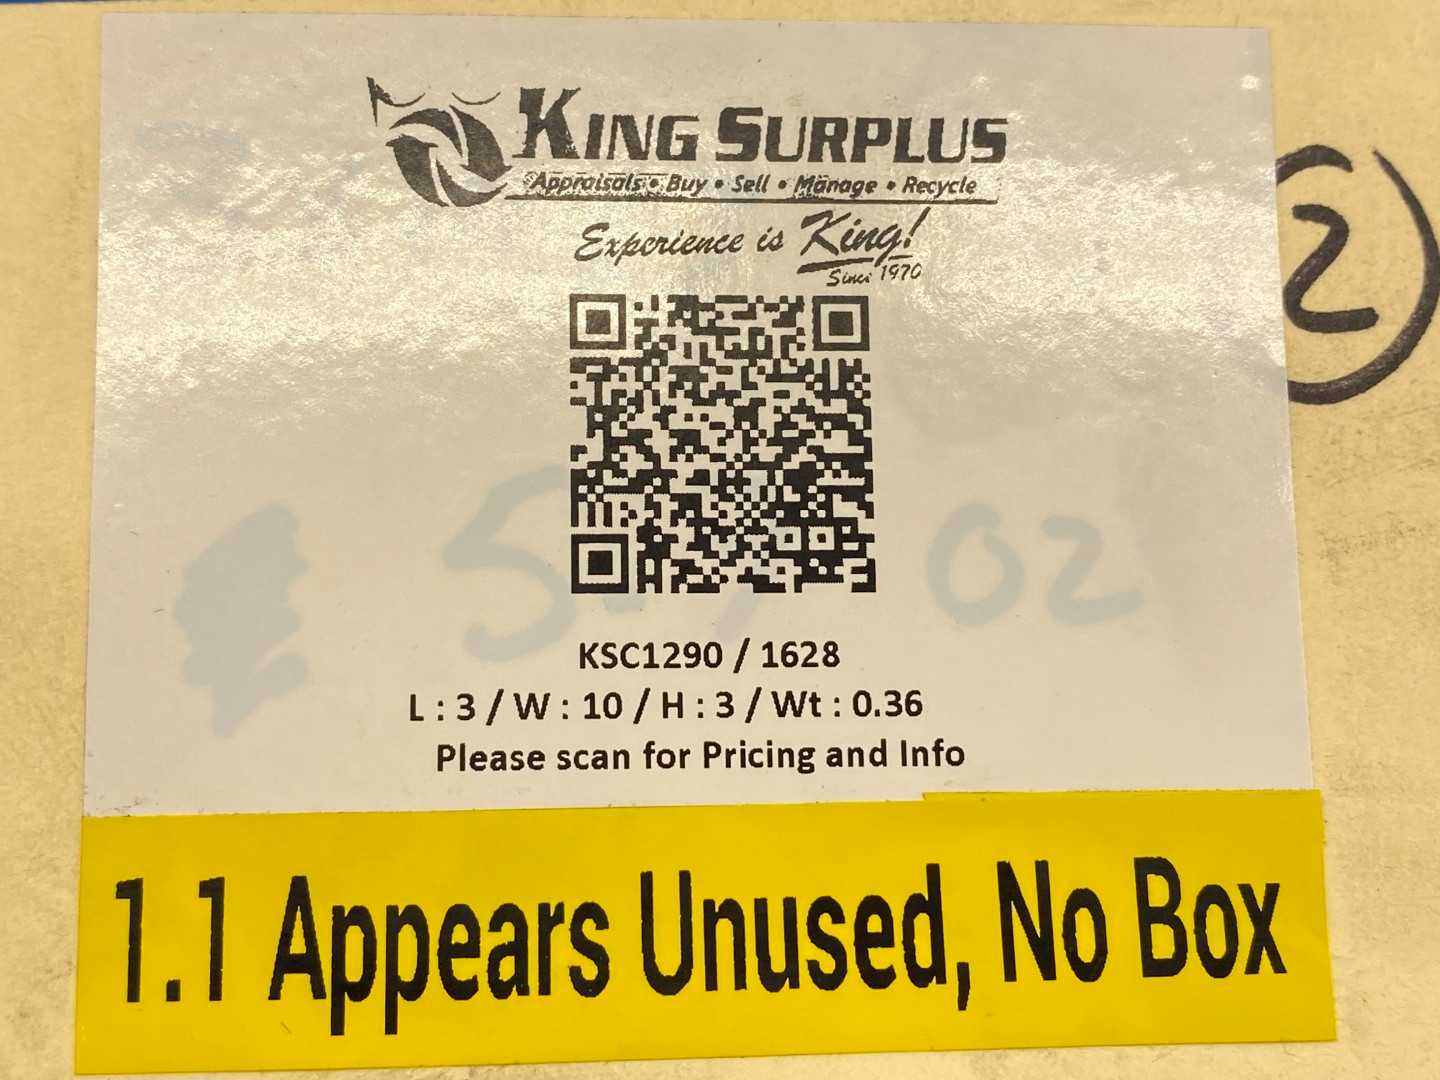 KING SURPLUS
Appraisals • Buy • Sell • Manage • Recycle
Experience is King!
Since 1970
2
02
KSC1290 / 1628
L : 3 / W : 10 / H : 3 / Wt : 0.36
Please scan for Pricing and Info
1.1 Appears Unused, No Box